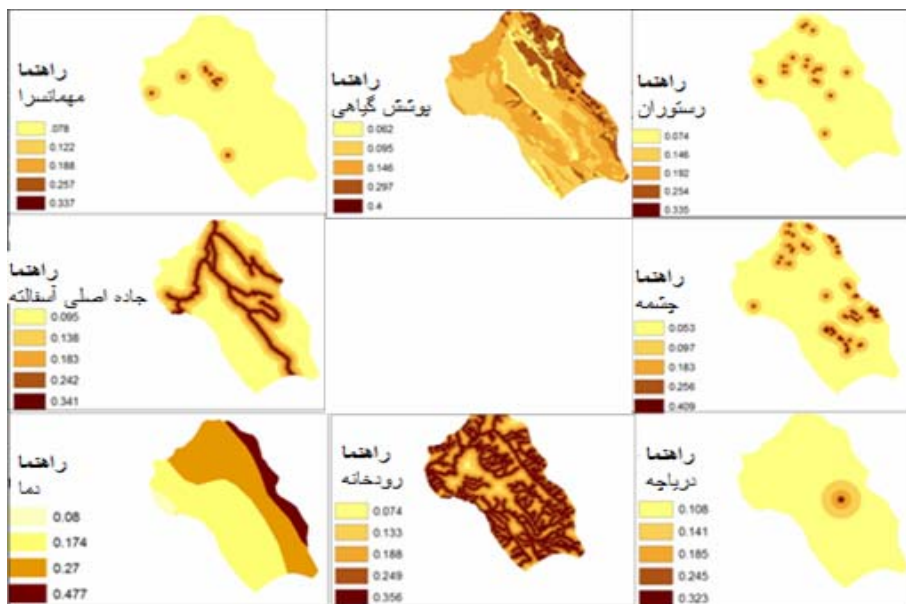 راهنما
مهمانسرا
.078
0.122
0.188
0.257
0.337
راهنما
پوشش گیاهی
0.062
0.095
0.146
0.297
0.4
راهنما
رستوران
0.074
0.146
0.192
0.254
0.335
راهنما
جاده اصلی آسفالته
0.095
0.138
0.183
0.242
0.341
راهنما
چشمه
0.053
0.097
0.183
0.256
0.409
راهنما
دما
0.08
0.174
0.27
0.477
راهنما
رودخانه
0.074
0.133
0.188
0.249
0.356
راهنما
دریاچه
0.108
0.141
0.185
0.245
0.323